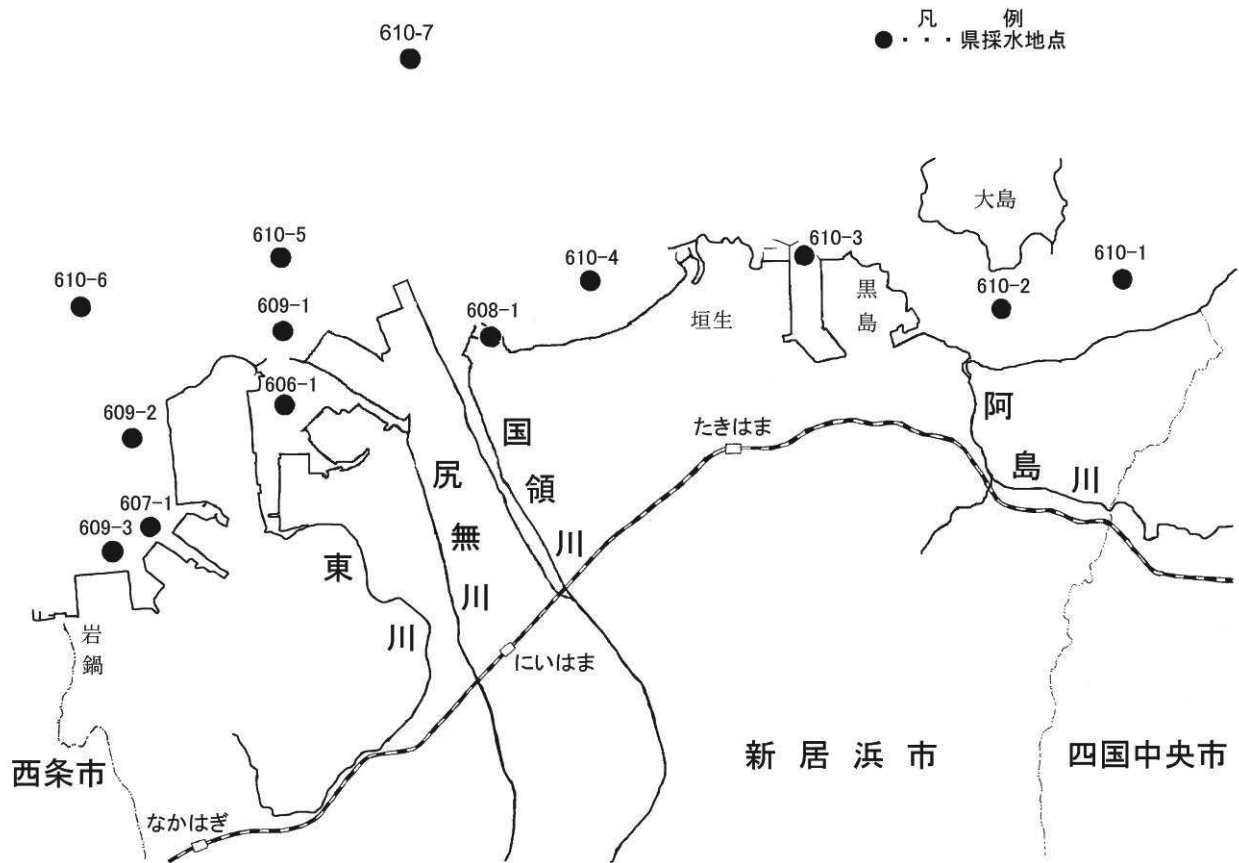 凡 例
●・・・県採水地点
610-7
大島
610-5
610-3
610-1
610-6
610-4
610-2
609-1
608-1
垣生
黒島
606-1
609-2
たきはま
阿島川
国領川
尻無川
607-1
609-3
東川
岩鍋
にいはま
西条市
新居浜市
四国中央市
なかはぎ